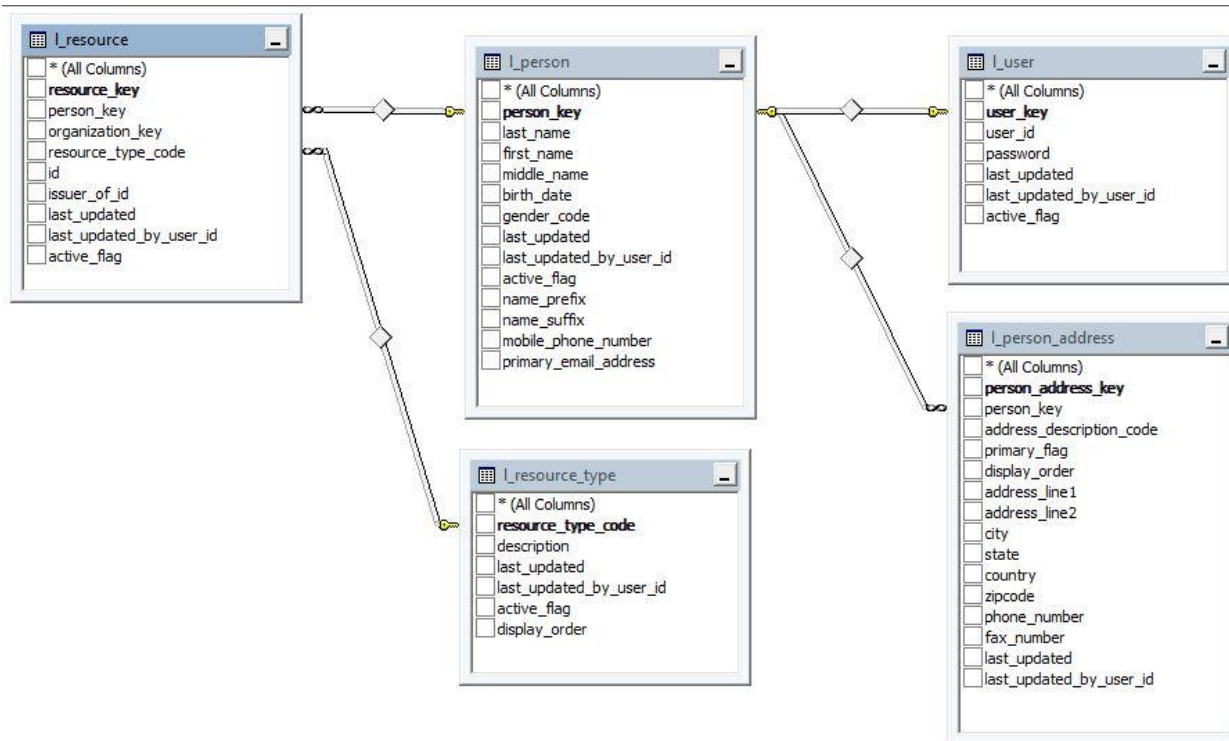 l_resource
* (All Columns)
resource_key
person_key
organization_key
resource_type_code
id
issuer_of_id
last_updated
last_updated_by_user_id
active_flag
l_person
* (All Columns)
person_key
last_name
first_name
middle_name
birth_date
gender_code
last_updated
last_updated_by_user_id
active_flag
name_prefix
name_suffix
mobile_phone_number
primary_email_address
l_user
* (All Columns)
user_key
user_id
password
last_updated
last_updated_by_user_id
active_flag
l_resource_type
* (All Columns)
resource_type_code
description
last_updated
last_updated_by_user_id
active_flag
display_order
l_person_address
* (All Columns)
person_address_key
person_key
address_description_code
primary_flag
display_order
address_line1
address_line2
city
state
country
zipcode
phone_number
fax_number
last_updated
last_updated_by_user_id